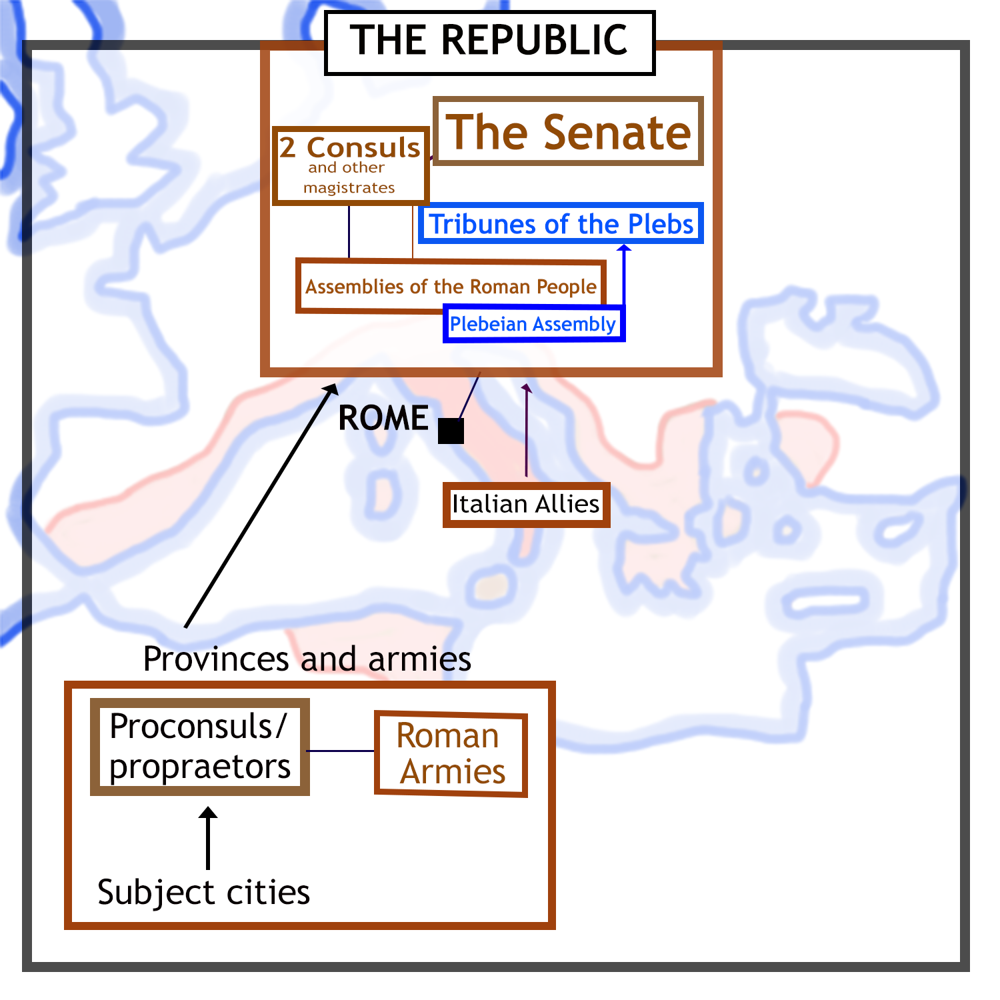 THE REPUBLIC
The Senate
2 Consuls
and other
magistrates
Tribunes of the Plebs
Assemblies of the Roman People
Plebeian Assembly
ROME
Italian Allies
Provinces and armies
Proconsuls/
propraetors
Roman
Armies
Subject cities